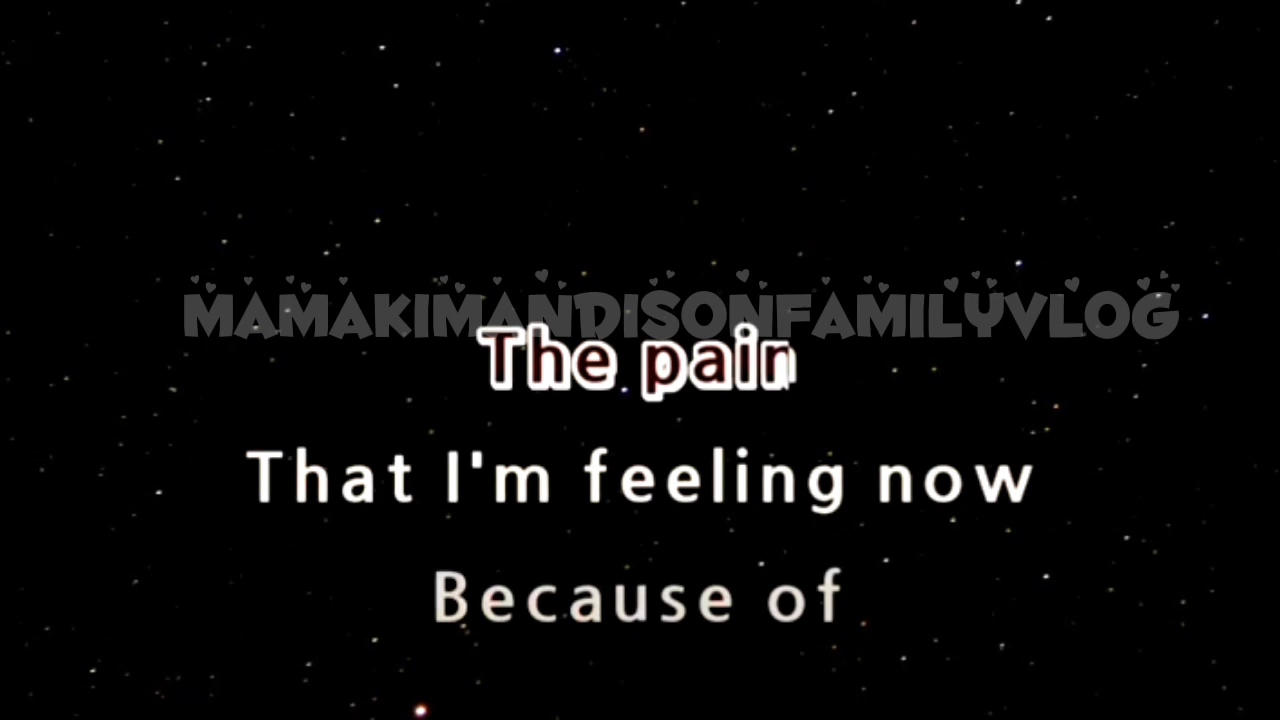 MAMAKIMANDISONFAMILYVLOG
The pain
That I'm feeling now
Because of